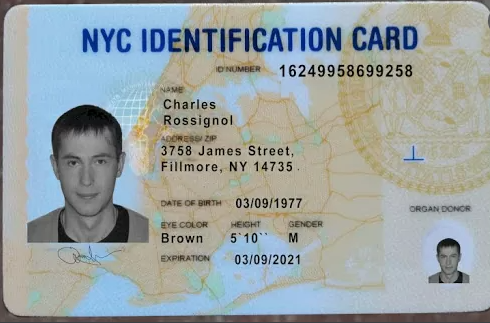 NYC IDENTIFICATION CARD
ID NUMBER 16249958699258
NAME
Charles
Rossignol
ADDRESS/ ZIP
3758 James Street,
Fillmore, NY 14735
DATE OF BIRTH 03/09/1977
EYE COLOR HEIGHT GENDER
Brown 5`10`` M
EXPIRATION 03/09/2021
ORGAN DONOR